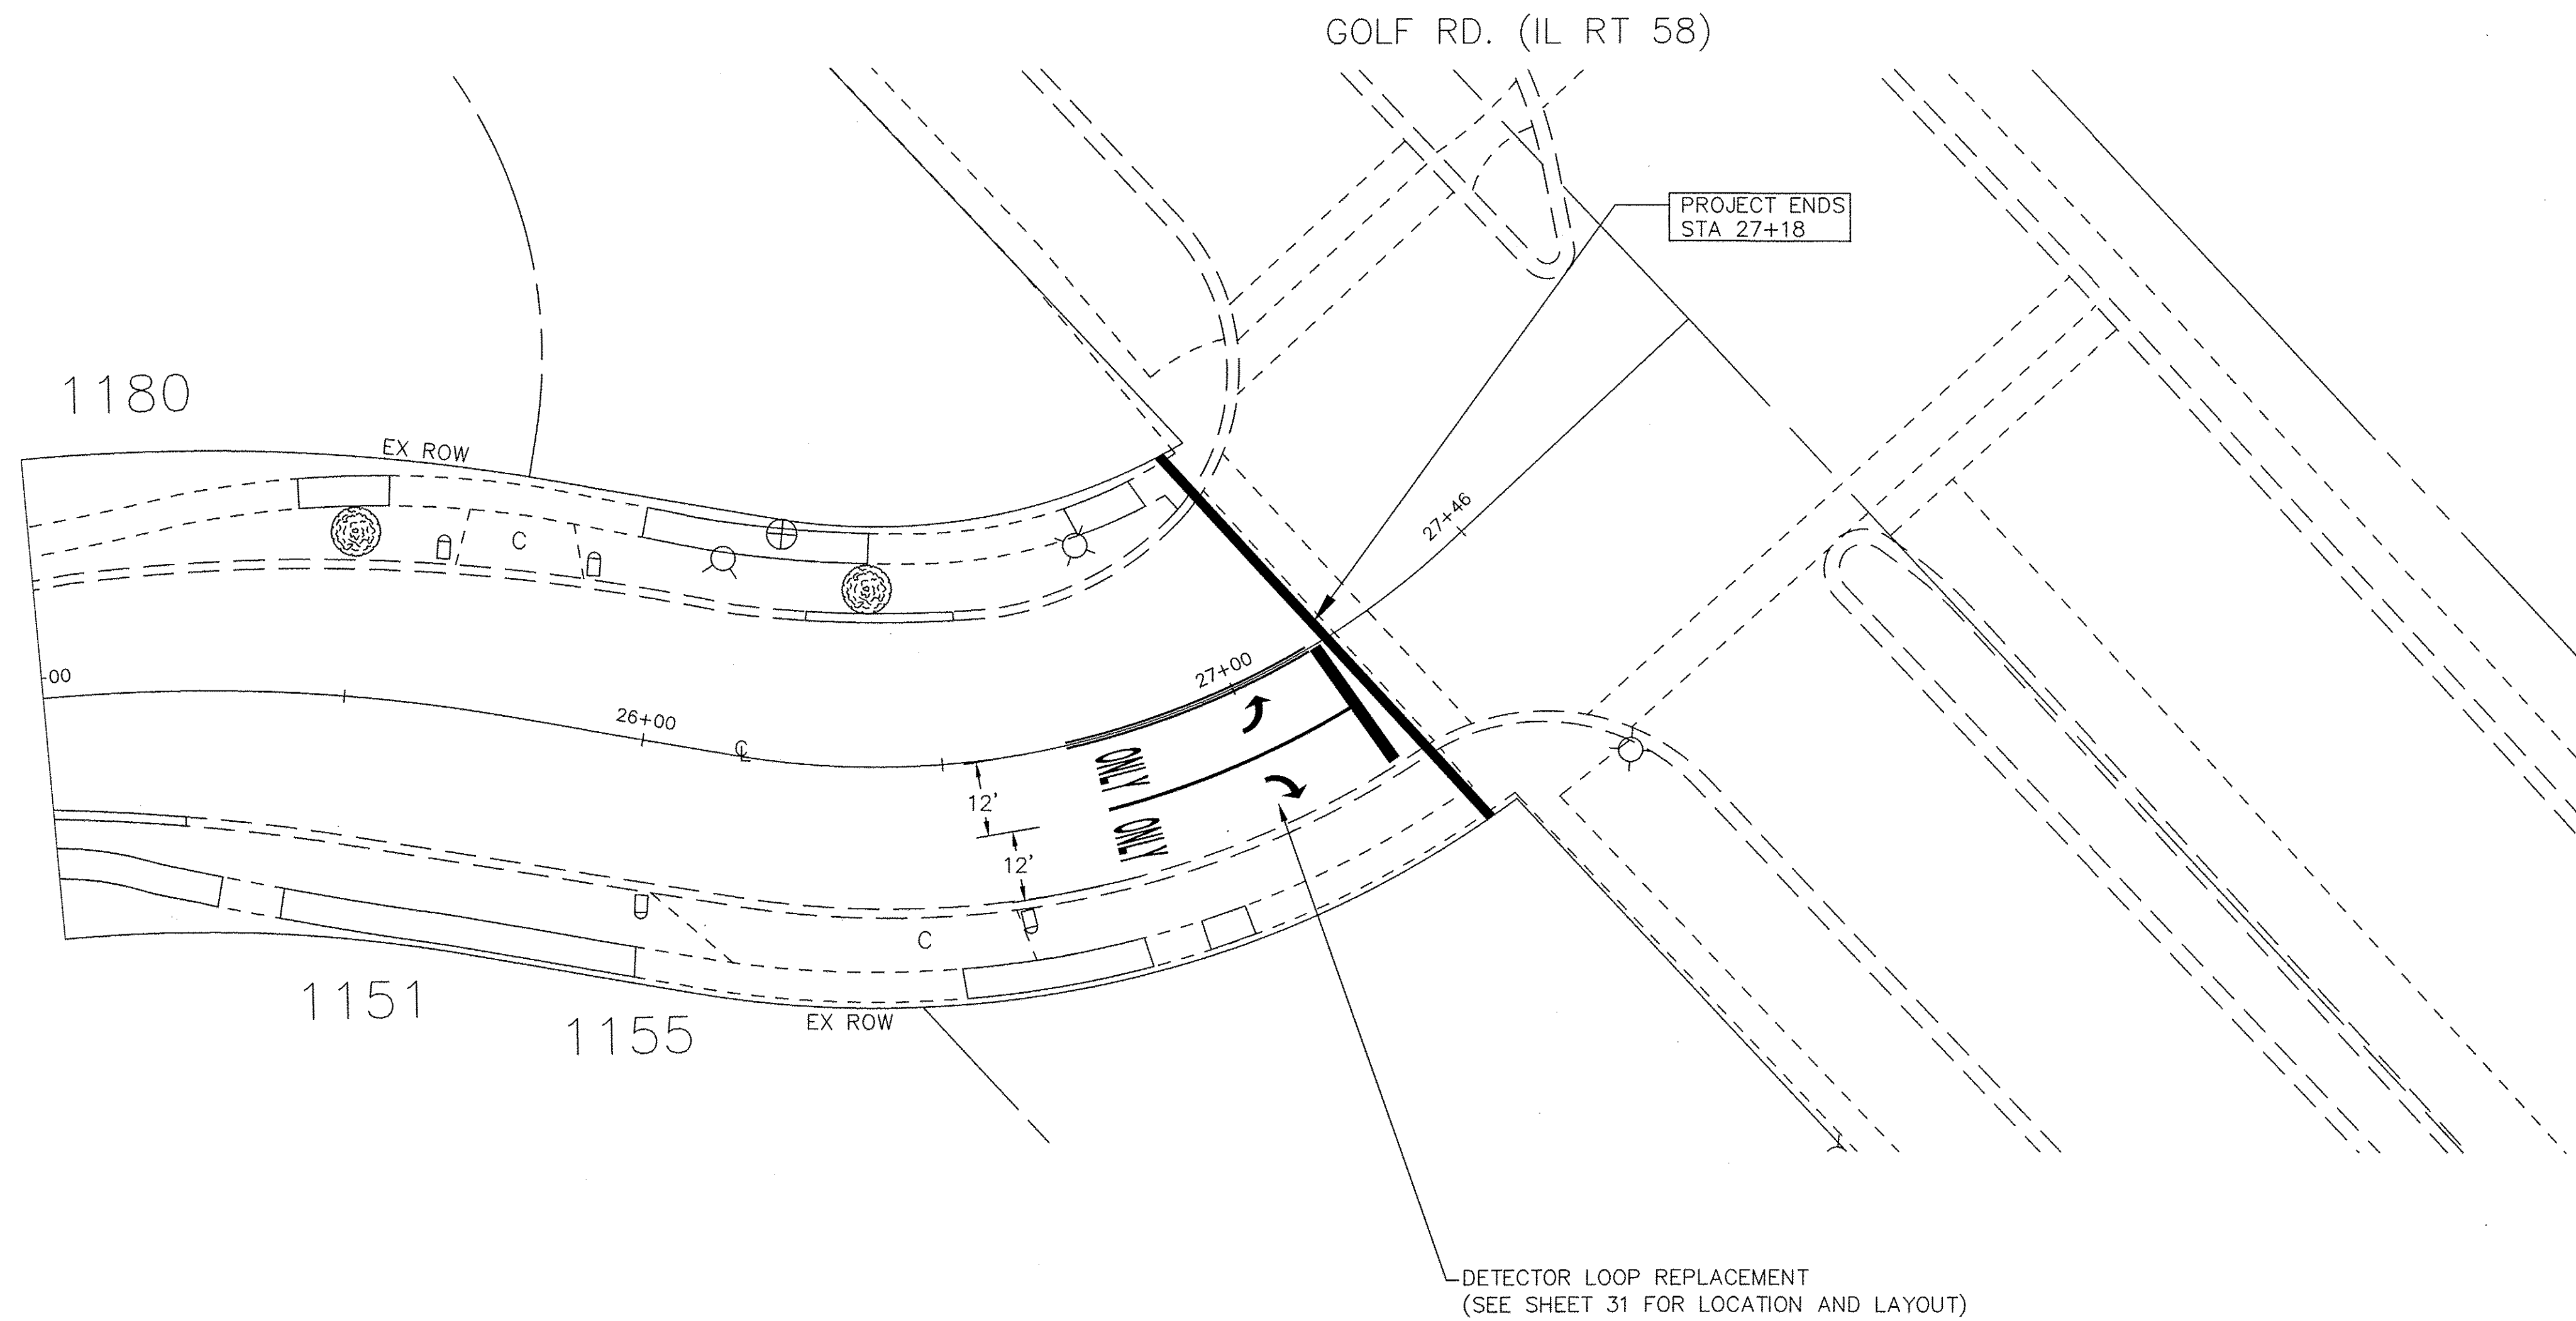 GOLF RD. (IL RT 58)
PROJECT ENDS
STA 27+18
1180
EX ROW
C
27+46
-00
26+00
℄
27+00
ONLY
ONLY
12'
12'
C
1151
1155
EX ROW
DETECTOR LOOP REPLACEMENT
(SEE SHEET 31 FOR LOCATION AND LAYOUT)